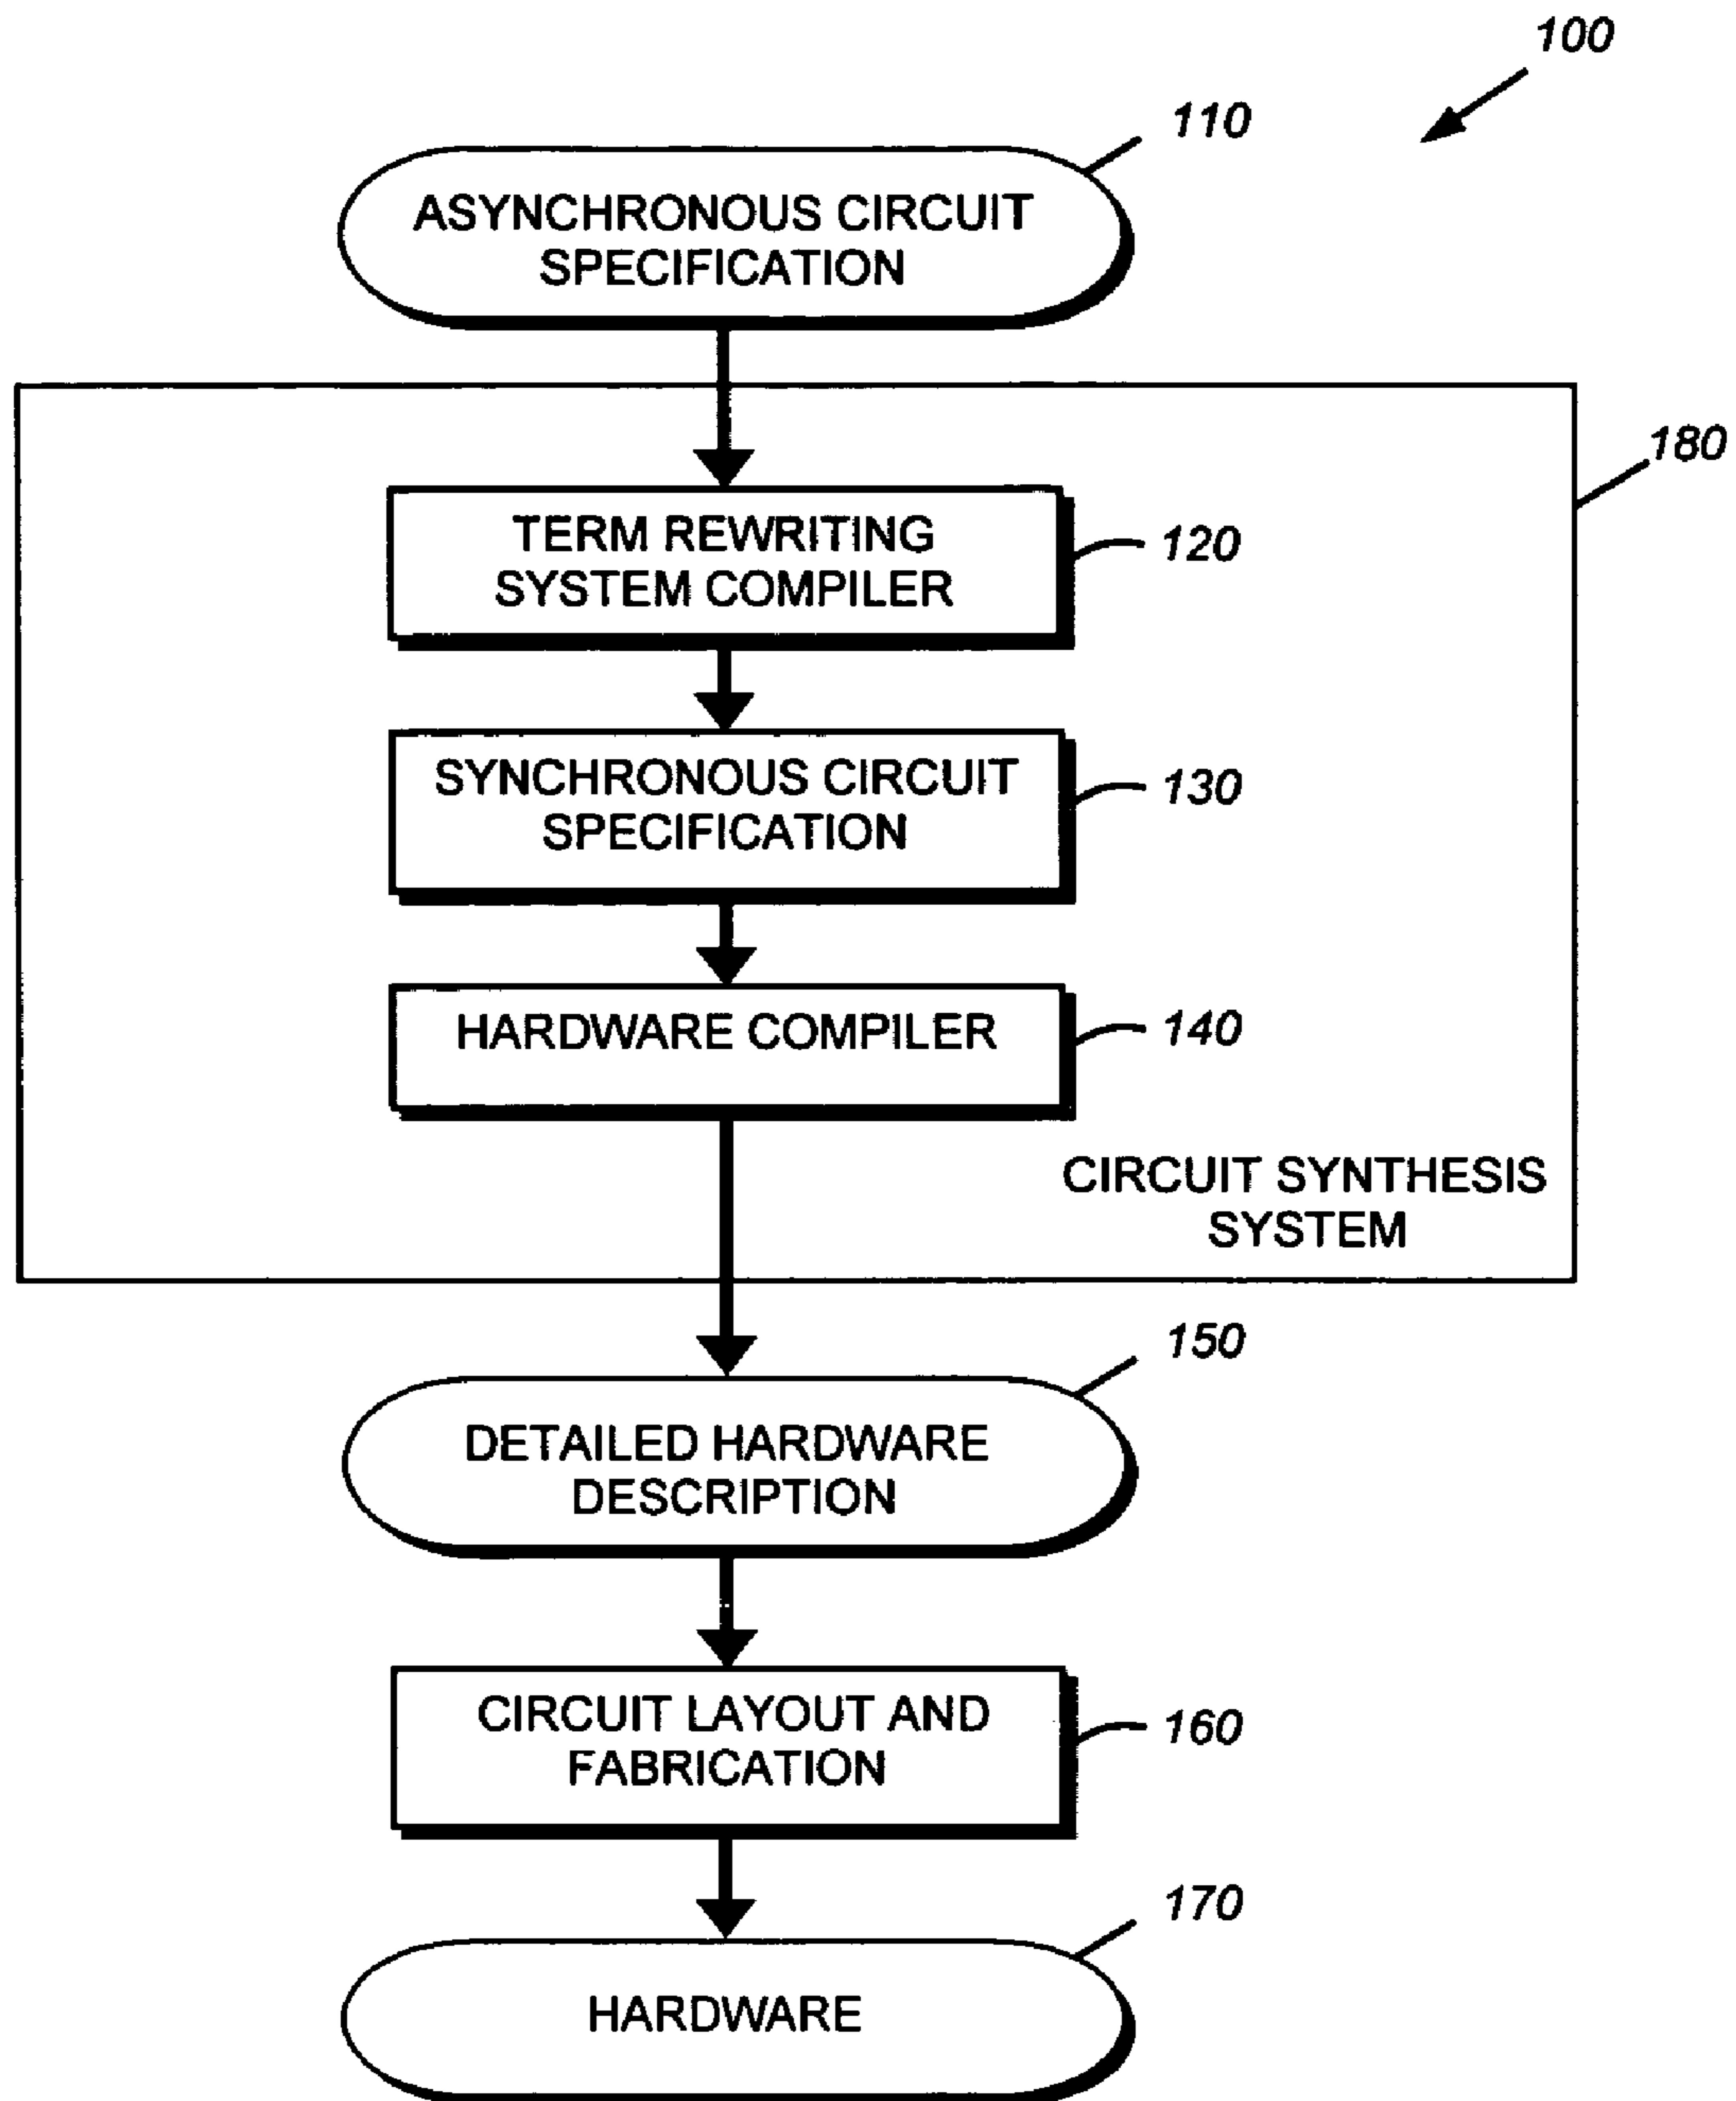 100
110
ASYNCHRONOUS CIRCUIT
SPECIFICATION
180
TERM REWRITING
SYSTEM COMPILER
120
SYNCHRONOUS CIRCUIT
SPECIFICATION
130
HARDWARE COMPILER
140
CIRCUIT SYNTHESIS
SYSTEM
150
DETAILED HARDWARE
DESCRIPTION
CIRCUIT LAYOUT AND
FABRICATION
160
170
HARDWARE